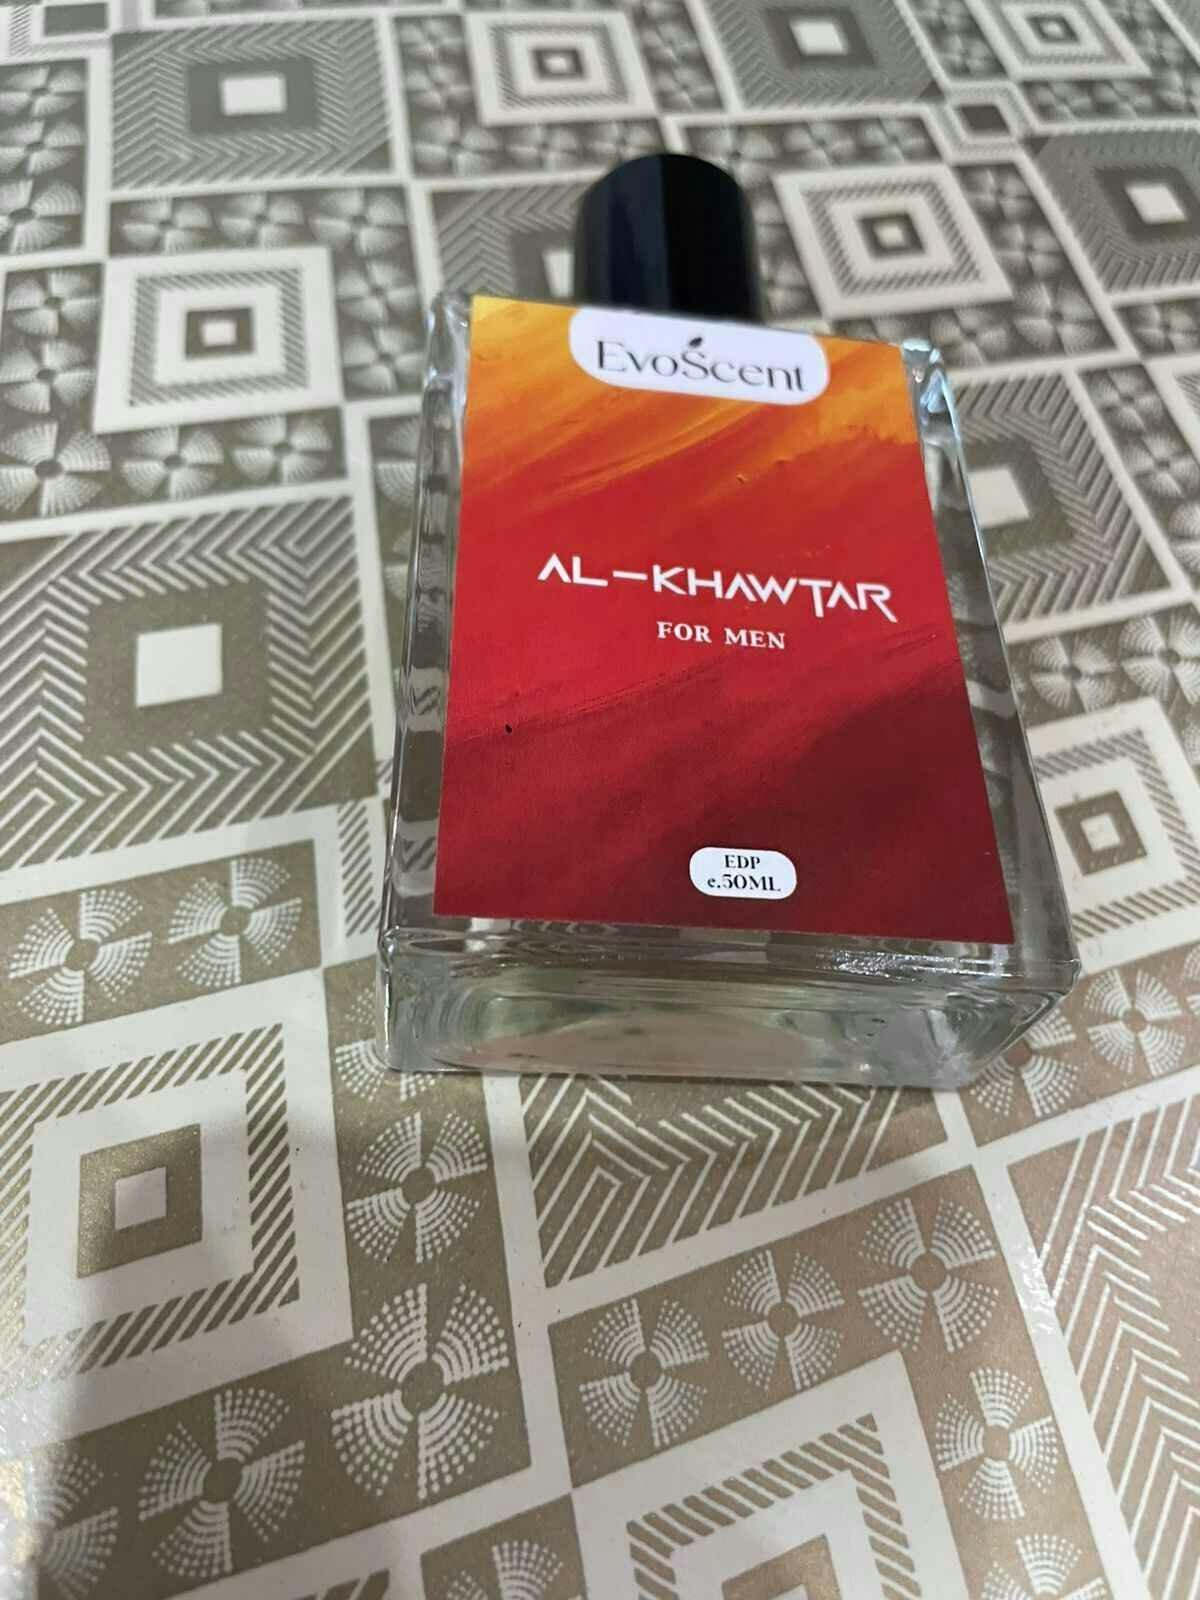 EvoScent
AL-KHAWTAR
FOR MEN
EDP
e.50ML